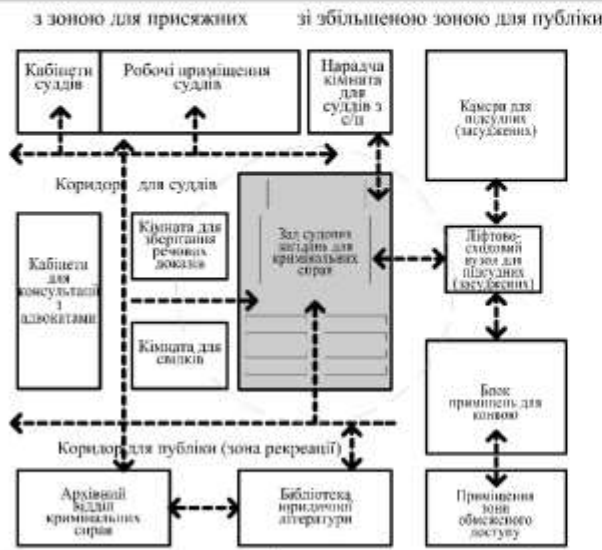 з зоною для присяжних
зі збільшеною зоною для публіки
Кабінети
суддів
Робочі приміщення
суддів
Нарадча
кімната
для
суддів з
с/п
Камери для
підсудних
(засуджених)
Коридор для суддів
Кабінети
для
консультації
з
адвокатами
Кімната для
зберігання
речових
доказів
Зал судових
засідань для
кримінальних
справ
Ліфтово-
сходовий
вузол для
підсудних
(засуджених)
Кімната для
свідків
Блок
приміщень для
конвою
Коридор для публіки (зона рекреації)
Архівний
відділ
кримінальних
справ
Бібліотека
юридичної
літератури
Приміщення
зони
обмеженого
доступу